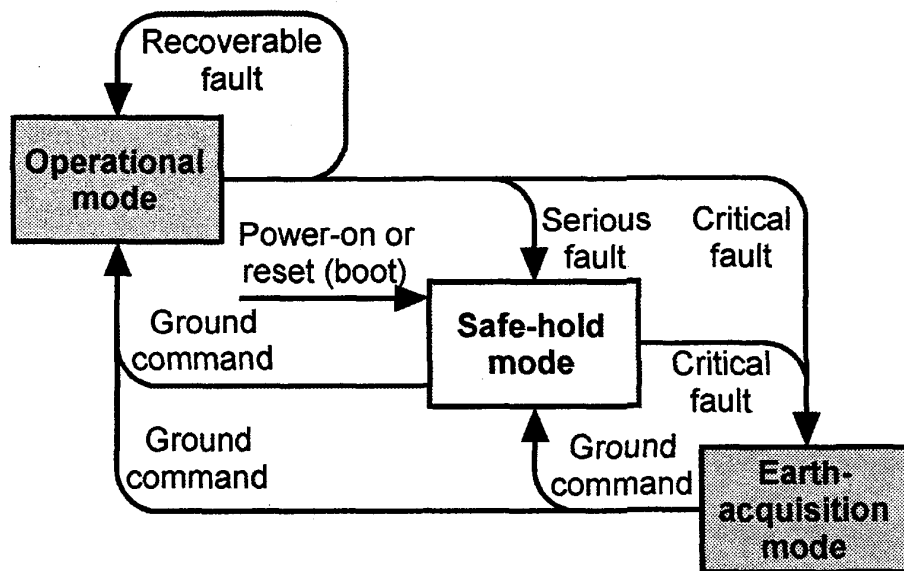 Recoverable
fault
Operational
mode
Power-on or
reset (boot)
Serious
fault
Critical
fault
Ground
command
Safe-hold
mode
Critical
fault
Ground
command
Ground
command
Earth-
acquisition
mode